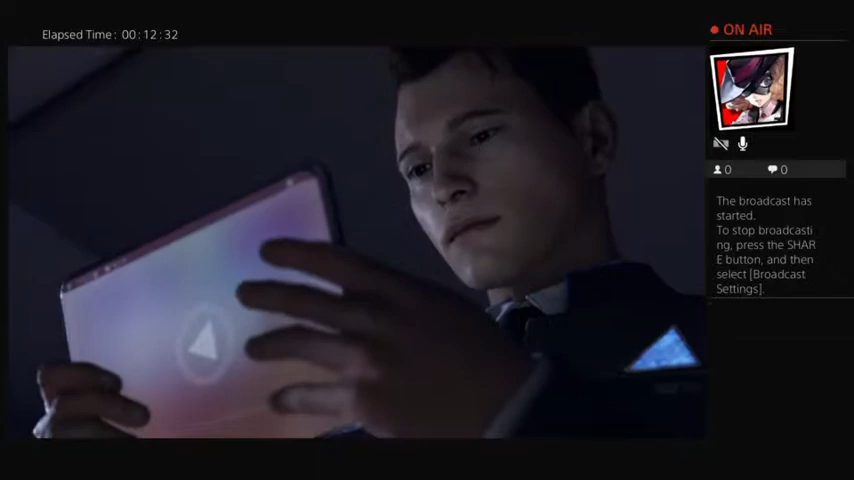 Elapsed Time : 00:12:32
ON AIR
0
0
The broadcast has
started.
To stop broadcasti
ng, press the SHAR
E button, and then
select [Broadcast
Settings].